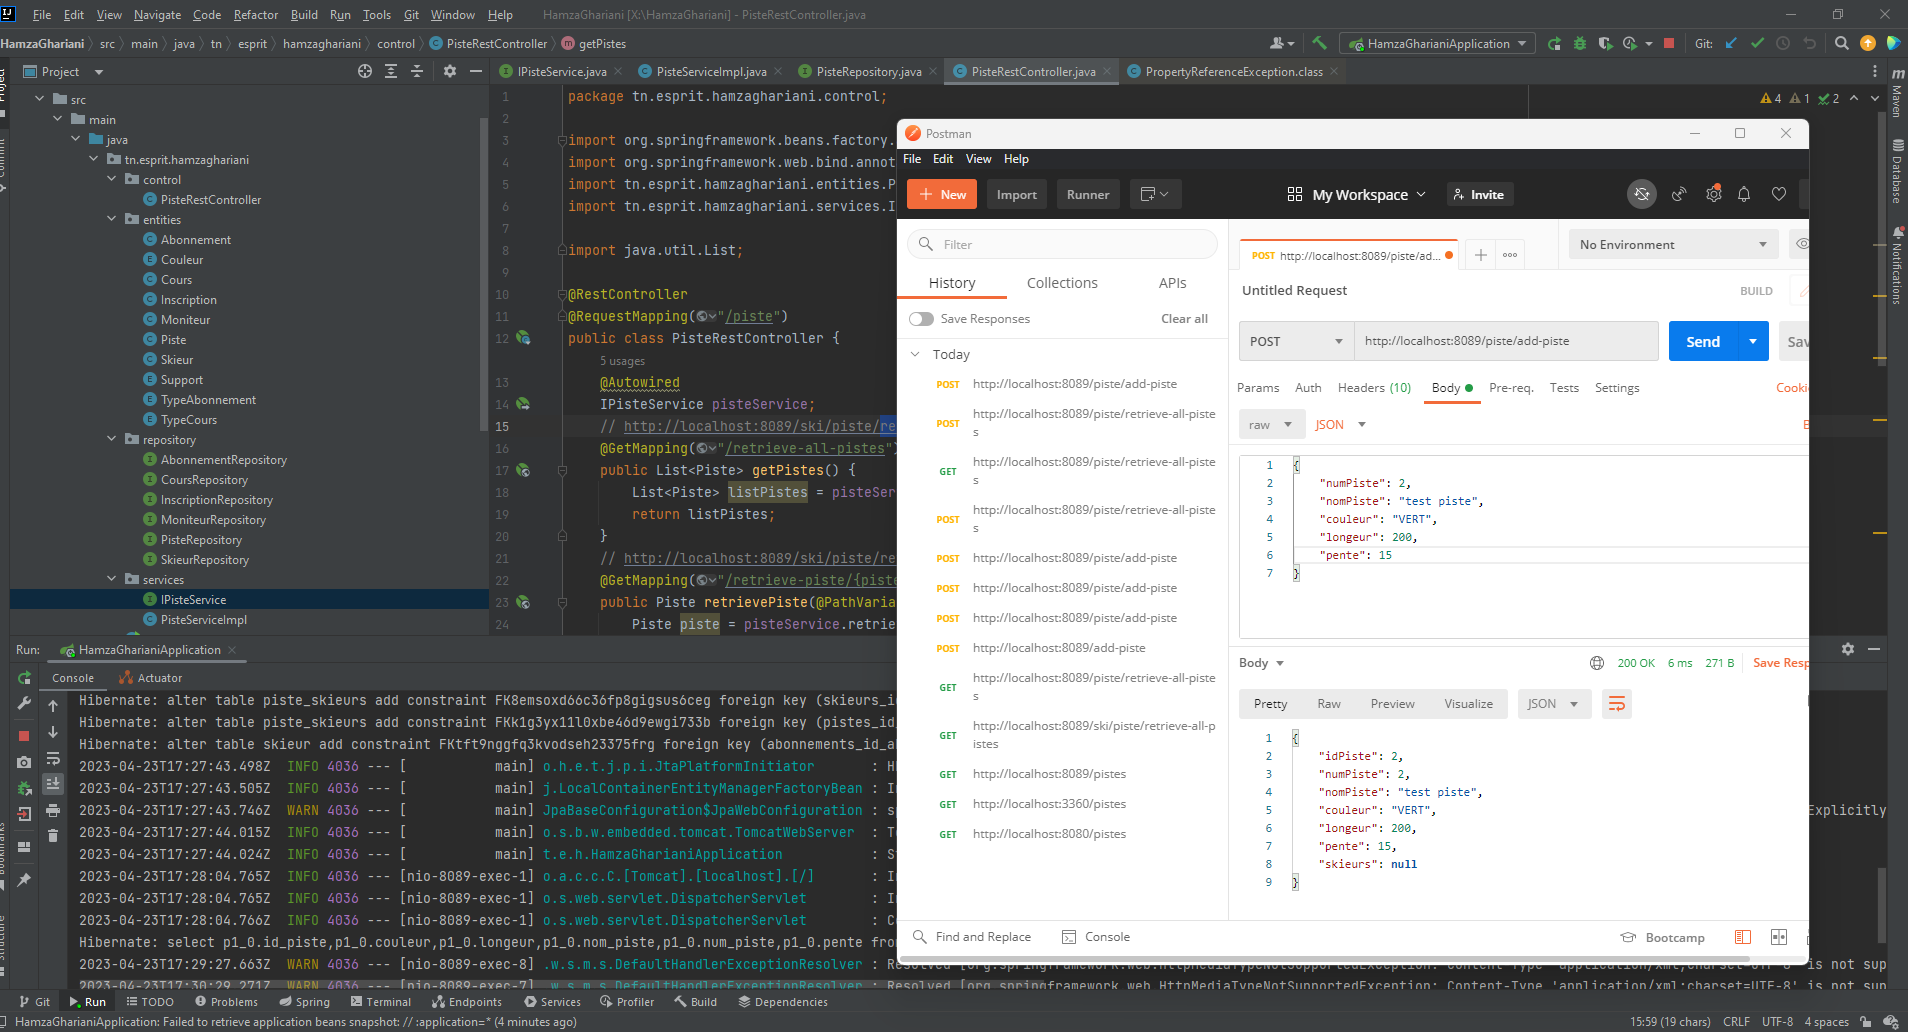 File Edit View Navigate Code Refactor Build Run Tools Git Window Help HamzaGhariani [X:\HamzaGhariani] - PisteRestController.java
HamzaGhariani src main java tn esprit hamzaghariani control PisteRestController getPistes
HamzaGharianiApplication Git:
Project
IPisteService.java PisteServiceImpl.java PisteRepository.java PisteRestController.java PropertyReferenceException.class
src
main
java
tn.esprit.hamzaghariani
control
PisteRestController
entities
Abonnement
Couleur
Cours
Inscription
Moniteur
Piste
Skieur
Support
TypeAbonnement
TypeCours
repository
AbonnementRepository
CoursRepository
InscriptionRepository
MoniteurRepository
PisteRepository
SkieurRepository
services
IPisteService
PisteServiceImpl
4 1 2
Maven
Database
Notifications
1 package tn.esprit.hamzaghariani.control;
2
3 import org.springframework.beans.factory.
4 import org.springframework.web.bind.annot
5 import tn.esprit.hamzaghariani.entities.P
6 import tn.esprit.hamzaghariani.services.I
7
8 import java.util.List;
9
10 @RestController
11 @RequestMapping("/piste")
12 public class PisteRestController {
5 usages
13 @Autowired
14 IPisteService pisteService;
15 // http://localhost:8089/ski/piste/re
16 @GetMapping("/retrieve-all-pistes")
17 public List<Piste> getPistes() {
18 List<Piste> listPistes = pisteSer
19 return listPistes;
20 }
21 // http://localhost:8089/ski/piste/re
22 @GetMapping("/retrieve-piste/{piste
23 public Piste retrievePiste(@PathVaria
24 Piste piste = pisteService.retrie
Postman
File Edit View Help
New Import Runner My Workspace Invite
Filter
History Collections APIs
Save Responses Clear all
Today
POST http://localhost:8089/piste/add-piste
POST http://localhost:8089/piste/retrieve-all-piste
s
GET http://localhost:8089/piste/retrieve-all-piste
s
POST http://localhost:8089/piste/retrieve-all-piste
s
POST http://localhost:8089/piste/add-piste
POST http://localhost:8089/piste/add-piste
POST http://localhost:8089/piste/add-piste
POST http://localhost:8089/add-piste
GET http://localhost:8089/piste/retrieve-all-piste
s
GET http://localhost:8089/ski/piste/retrieve-all-p
istes
GET http://localhost:8089/pistes
GET http://localhost:3360/pistes
GET http://localhost:8080/pistes
POST http://localhost:8089/piste/ad...
No Environment
Untitled Request BUILD
POST http://localhost:8089/piste/add-piste Send Sav
Params Auth Headers (10) Body Pre-req. Tests Settings Cooki
raw JSON B
1 {
2 "numPiste": 2,
3 "nomPiste": "test piste",
4 "couleur": "VERT",
5 "longeur": 200,
6 "pente": 15
7 }
Body 200 OK 6 ms 271 B Save Resp
Pretty Raw Preview Visualize JSON
1 {
2 "idPiste": 2,
3 "numPiste": 2,
4 "nomPiste": "test piste",
5 "couleur": "VERT",
6 "longeur": 200,
7 "pente": 15,
8 "skieurs": null
9 }
Find and Replace Console Bootcamp
Run: HamzaGharianiApplication
Console Actuator
Hibernate: alter table piste_skieurs add constraint FK8emsoxd66c36fp8gigsus6ceg foreign key (skieurs_i
Hibernate: alter table piste_skieurs add constraint FKk1g3yx11l0xbe46d9ewgi733b foreign key (pistes_id
Hibernate: alter table skieur add constraint FKtft9nggfq3kvodseh23375frg foreign key (abonnements_id_a
2023-04-23T17:27:43.498Z INFO 4036 --- [ main] o.h.e.t.j.p.i.JtaPlatformInitiator : H
2023-04-23T17:27:43.505Z INFO 4036 --- [ main] j.LocalContainerEntityManagerFactoryBean : I
2023-04-23T17:27:43.746Z WARN 4036 --- [ main] JpaBaseConfiguration$JpaWebConfiguration : s Explicitly
2023-04-23T17:27:44.015Z INFO 4036 --- [ main] o.s.b.w.embedded.tomcat.TomcatWebServer : T
2023-04-23T17:27:44.024Z INFO 4036 --- [ main] t.e.h.HamzaGharianiApplication : S
2023-04-23T17:28:04.765Z INFO 4036 --- [nio-8089-exec-1] o.a.c.c.C.[Tomcat].[localhost].[/] : I
2023-04-23T17:28:04.765Z INFO 4036 --- [nio-8089-exec-1] o.s.web.servlet.DispatcherServlet : I
2023-04-23T17:28:04.766Z INFO 4036 --- [nio-8089-exec-1] o.s.web.servlet.DispatcherServlet : C
Hibernate: select p1_0.id_piste,p1_0.couleur,p1_0.longeur,p1_0.nom_piste,p1_0.num_piste,p1_0.pente fro
2023-04-23T17:29:27.663Z WARN 4036 --- [nio-8089-exec-8] .w.s.m.s.DefaultHandlerExceptionResolver : Resolved [org.springframework.web.HttpMediaTypeNotSupportedException: Content-Type 'application/xml;charset=UTF-8' is not sup
2023-04-23T17:30:29.271Z WARN 4036 --- [nio-8089-exec-7] .w.s.m.s.DefaultHandlerExceptionResolver : Resolved [org.springframework.web.HttpMediaTypeNotSupportedException: Content-Type 'application/xml;charset=UTF-8' is not sup
Git Run TODO Problems Spring Terminal Endpoints Services Profiler Build Dependencies
HamzaGharianiApplication: Failed to retrieve application beans snapshot: // :application=* (4 minutes ago) 15:59 (19 chars) CRLF UTF-8 4 spaces